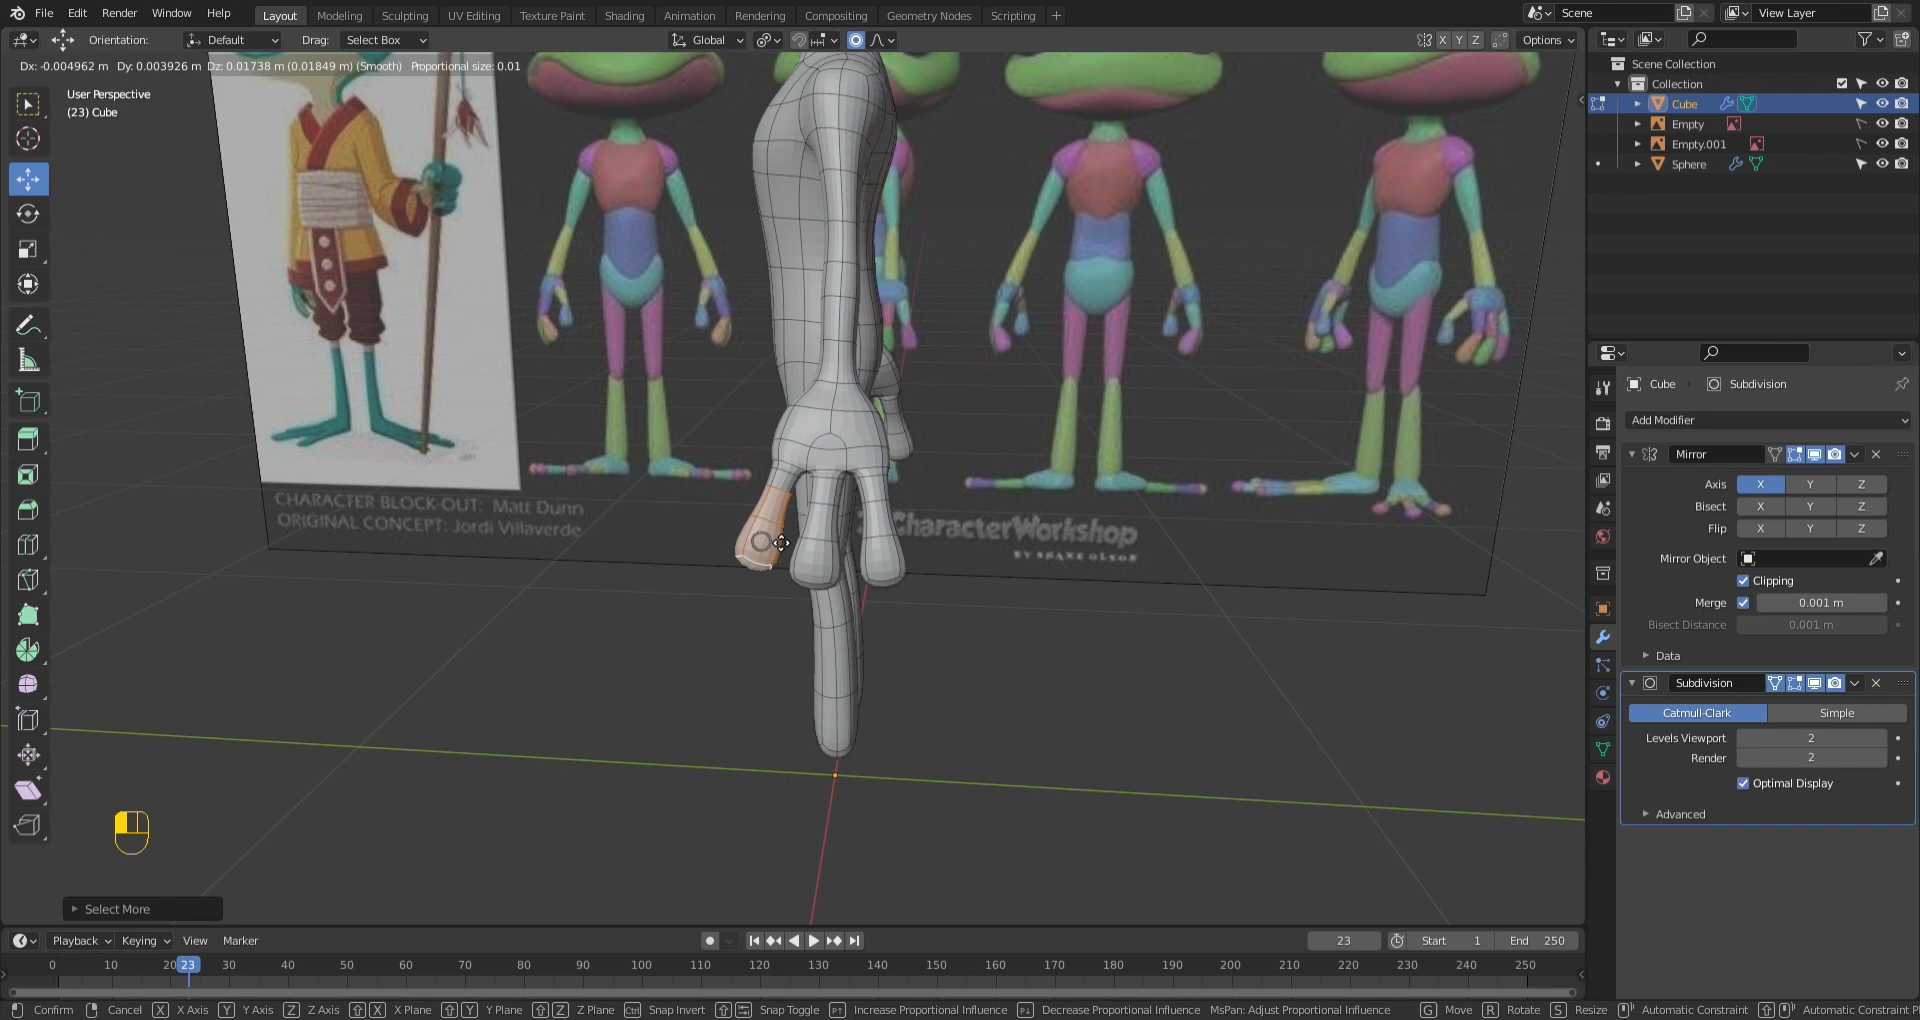 File Edit Render Window Help
Layout Modeling Sculpting UV Editing Texture Paint Shading Animation Rendering Compositing Geometry Nodes Scripting +
Scene
View Layer
Orientation: Default Drag: Select Box
Global
X Y Z
Options
Dx: -0.004962 m Dy: 0.003926 m Dz: 0.01738 m (0.01849 m) (Smooth) Proportional size: 0.01
User Perspective
(23) Cube
Scene Collection
Collection
Cube
Empty
Empty.001
Sphere
CHARACTER BLOCK-OUT: Matt Dunn
ORIGINAL CONCEPT: Jordi Villaverde
CharacterWorkshop
BY SHANE OLSON
Cube Subdivision
Add Modifier
Mirror
Axis X Y Z
Bisect X Y Z
Flip X Y Z
Mirror Object
Clipping
Merge 0.001 m
Bisect Distance 0.001 m
Data
Subdivision
Catmull-Clark Simple
Levels Viewport 2
Render 2
Optimal Display
Advanced
Select More
Playback Keying View Marker
23
Start 1 End 250
0 10 20 23 30 40 50 60 70 80 90 100 110 120 130 140 150 160 170 180 190 200 210 220 230 240 250
Confirm Cancel X X Axis Y Y Axis Z Z Axis X X Plane Y Y Plane Z Z Plane Ctrl Snap Invert Snap Toggle Increase Proportional Influence Decrease Proportional Influence MsPan: Adjust Proportional Influence G Move R Rotate S Resize Automatic Constraint Automatic Constraint P